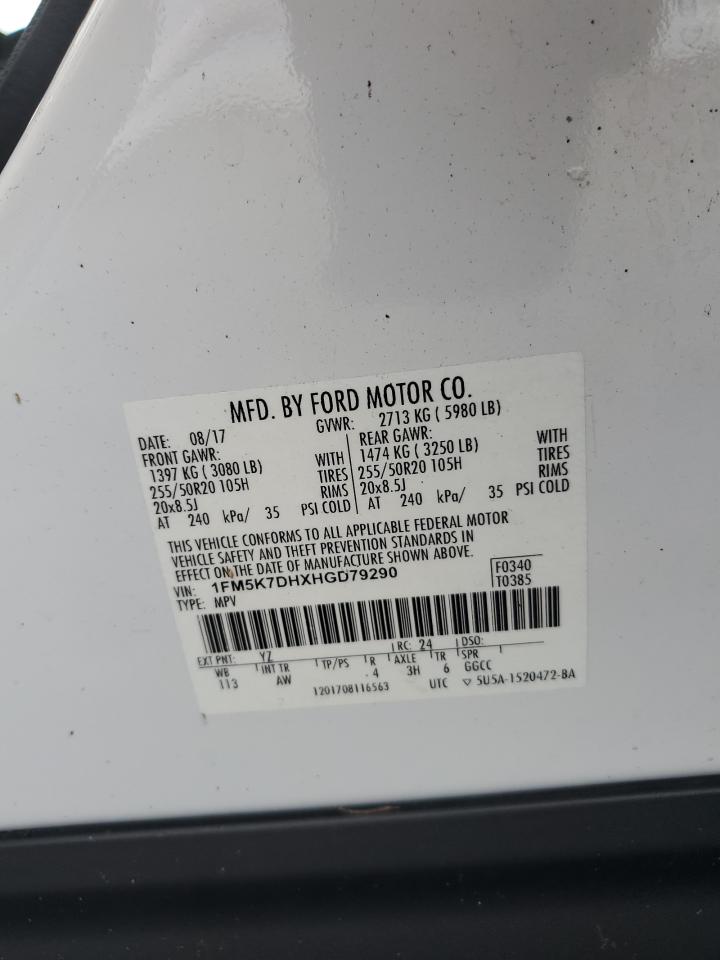 MFD. BY FORD MOTOR CO.
DATE: 08/17 GVWR: 2713 KG ( 5980 LB)
FRONT GAWR: REAR GAWR:
1397 KG ( 3080 LB) WITH 1474 KG ( 3250 LB) WITH
255/50R20 105H TIRES 255/50R20 105H TIRES
20x8.5J RIMS 20x8.5J RIMS
AT 240 kPa/ 35 PSI COLD AT 240 kPa/ 35 PSI COLD
THIS VEHICLE CONFORMS TO ALL APPLICABLE FEDERAL MOTOR
VEHICLE SAFETY AND THEFT PREVENTION STANDARDS IN
EFFECT ON THE DATE OF MANUFACTURE SHOWN ABOVE.
VIN: 1FM5K7DHXHGD79290 F0340
TYPE: MPV T0385
EXT PNT: YZ RC: 24 DSO:
WB INT TR TP/PS R AXLE TR SPR
113 AW . 4 3H 6 GGCC
1201708116563 UTC ▽ 5U5A-1520472-BA